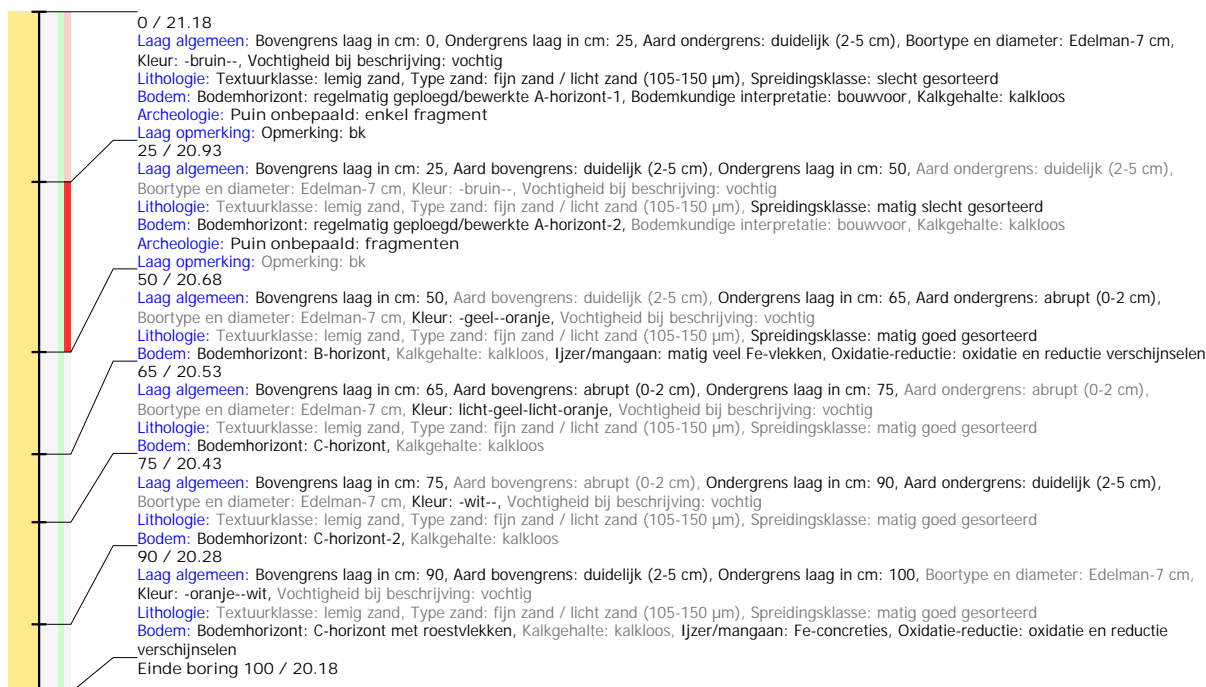 0 / 21.18
Laag algemeen: Bovengrens laag in cm: 0, Ondergrens laag in cm: 25, Aard ondergrens: duidelijk (2-5 cm), Boortype en diameter: Edelman-7 cm,
Kleur: -bruin--, Vochtigheid bij beschrijving: vochtig
Lithologie: Textuurklasse: lemig zand, Type zand: fijn zand / licht zand (105-150 µm), Spreidingsklasse: slecht gesorteerd
Bodem: Bodemhorizont: regelmatig geploegd/bewerkte A-horizont-1, Bodemkundige interpretatie: bouwvoor, Kalkgehalte: kalkloos
Archeologie: Puin onbepaald: enkel fragment
Laag opmerking: Opmerking: bk
25 / 20.93
Laag algemeen: Bovengrens laag in cm: 25, Aard bovengrens: duidelijk (2-5 cm), Ondergrens laag in cm: 50, Aard ondergrens: duidelijk (2-5 cm),
Boortype en diameter: Edelman-7 cm, Kleur: -bruin--, Vochtigheid bij beschrijving: vochtig
Lithologie: Textuurklasse: lemig zand, Type zand: fijn zand / licht zand (105-150 µm), Spreidingsklasse: matig slecht gesorteerd
Bodem: Bodemhorizont: regelmatig geploegd/bewerkte A-horizont-2, Bodemkundige interpretatie: bouwvoor, Kalkgehalte: kalkloos
Archeologie: Puin onbepaald: fragmenten
Laag opmerking: Opmerking: bk
50 / 20.68
Laag algemeen: Bovengrens laag in cm: 50, Aard bovengrens: duidelijk (2-5 cm), Ondergrens laag in cm: 65, Aard ondergrens: abrupt (0-2 cm),
Boortype en diameter: Edelman-7 cm, Kleur: -geel--oranje, Vochtigheid bij beschrijving: vochtig
Lithologie: Textuurklasse: lemig zand, Type zand: fijn zand / licht zand (105-150 µm), Spreidingsklasse: matig goed gesorteerd
Bodem: Bodemhorizont: B-horizont, Kalkgehalte: kalkloos, Ijzer/mangaan: matig veel Fe-vlekken, Oxidatie-reductie: oxidatie en reductie verschijnselen
65 / 20.53
Laag algemeen: Bovengrens laag in cm: 65, Aard bovengrens: abrupt (0-2 cm), Ondergrens laag in cm: 75, Aard ondergrens: abrupt (0-2 cm),
Boortype en diameter: Edelman-7 cm, Kleur: licht-geel-licht-oranje, Vochtigheid bij beschrijving: vochtig
Lithologie: Textuurklasse: lemig zand, Type zand: fijn zand / licht zand (105-150 µm), Spreidingsklasse: matig goed gesorteerd
Bodem: Bodemhorizont: C-horizont, Kalkgehalte: kalkloos
75 / 20.43
Laag algemeen: Bovengrens laag in cm: 75, Aard bovengrens: abrupt (0-2 cm), Ondergrens laag in cm: 90, Aard ondergrens: duidelijk (2-5 cm),
Boortype en diameter: Edelman-7 cm, Kleur: -wit--, Vochtigheid bij beschrijving: vochtig
Lithologie: Textuurklasse: lemig zand, Type zand: fijn zand / licht zand (105-150 µm), Spreidingsklasse: matig goed gesorteerd
Bodem: Bodemhorizont: C-horizont-2, Kalkgehalte: kalkloos
90 / 20.28
Laag algemeen: Bovengrens laag in cm: 90, Aard bovengrens: duidelijk (2-5 cm), Ondergrens laag in cm: 100, Boortype en diameter: Edelman-7 cm,
Kleur: -oranje--wit, Vochtigheid bij beschrijving: vochtig
Lithologie: Textuurklasse: lemig zand, Type zand: fijn zand / licht zand (105-150 µm), Spreidingsklasse: matig goed gesorteerd
Bodem: Bodemhorizont: C-horizont met roestvlekken, Kalkgehalte: kalkloos, Ijzer/mangaan: Fe-concreties, Oxidatie-reductie: oxidatie en reductie
verschijnselen
Einde boring 100 / 20.18